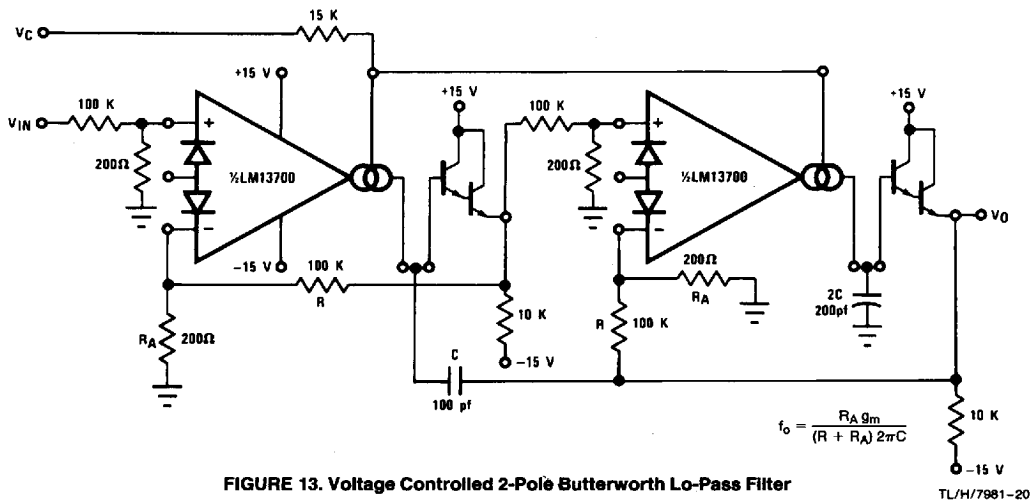 VC
15 K
+15 V
+15 V
+15 V
100 K
VIN
+
200Ω
½LM13700
−
−15 V
100 K
R
RA
200Ω
10 K
−15 V
C
100 pf
100 K
+
200Ω
½LM13700
−
200Ω
RA
R
100 K
VO
2C
200pf
10 K
−15 V
fo = RA gm / (R + RA) 2πC
FIGURE 13. Voltage Controlled 2-Pole Butterworth Lo-Pass Filter
TL/H/7981–20